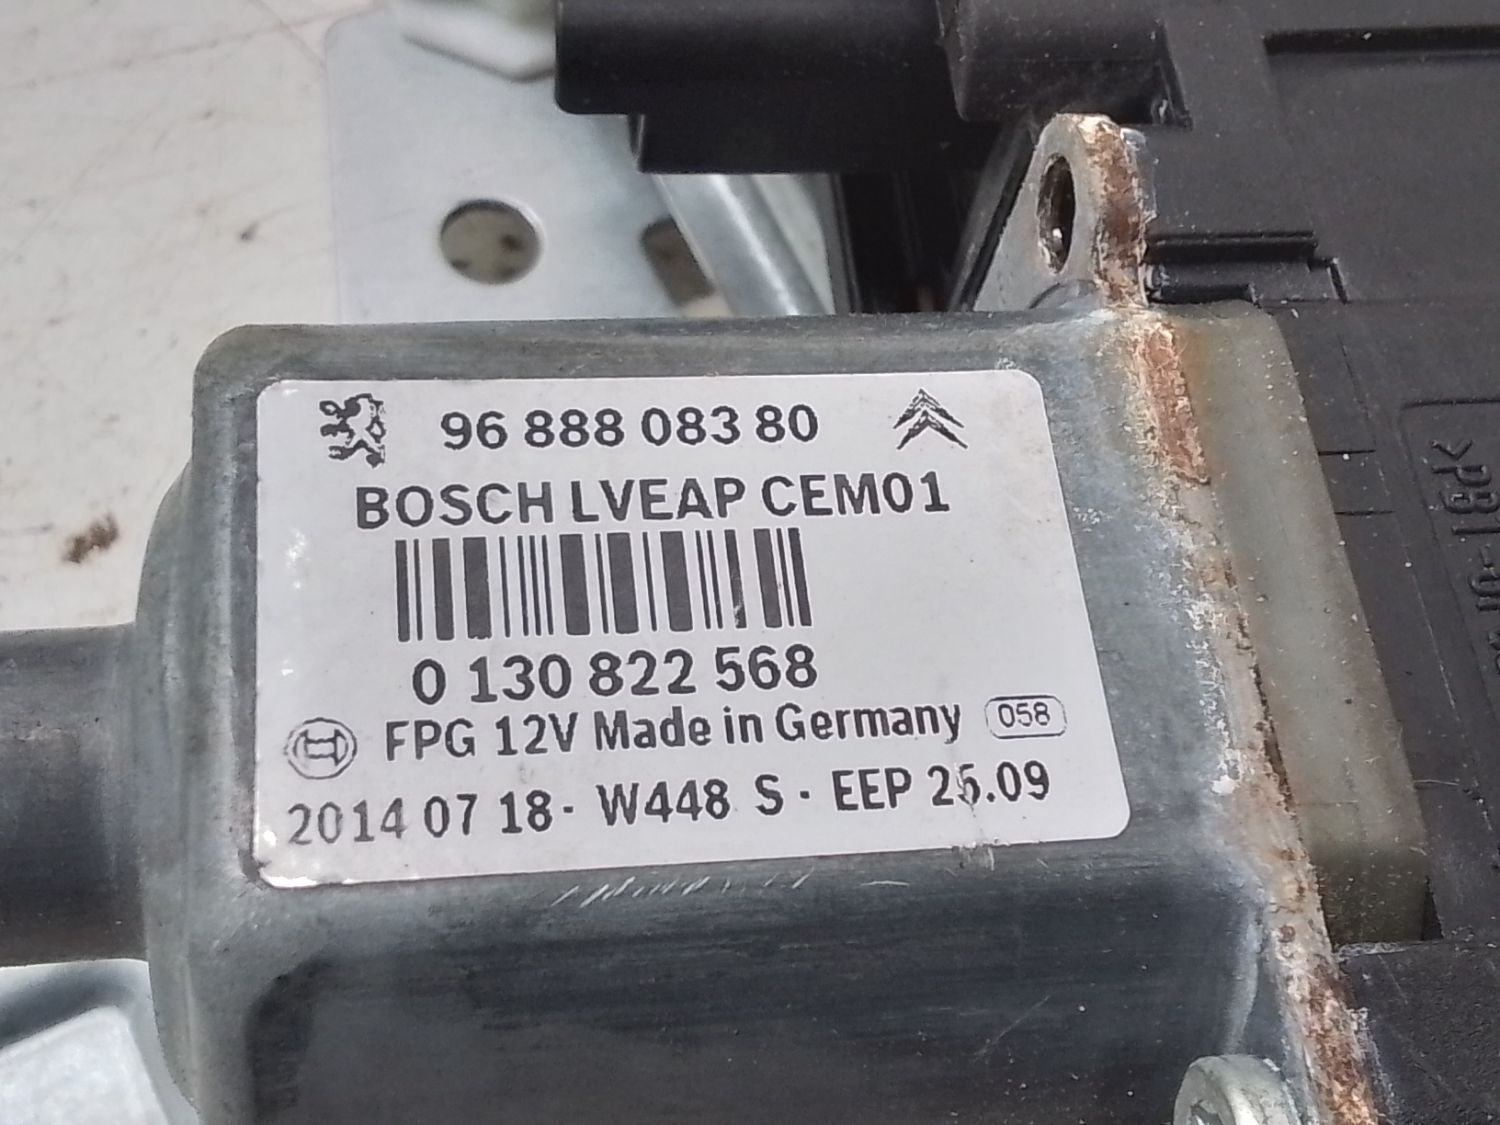 96 888 083 80
BOSCH LVEAP CEM01
0 130 822 568
FPG 12V Made in Germany 058
2014 07 18 - W448 S - EEP 25.09